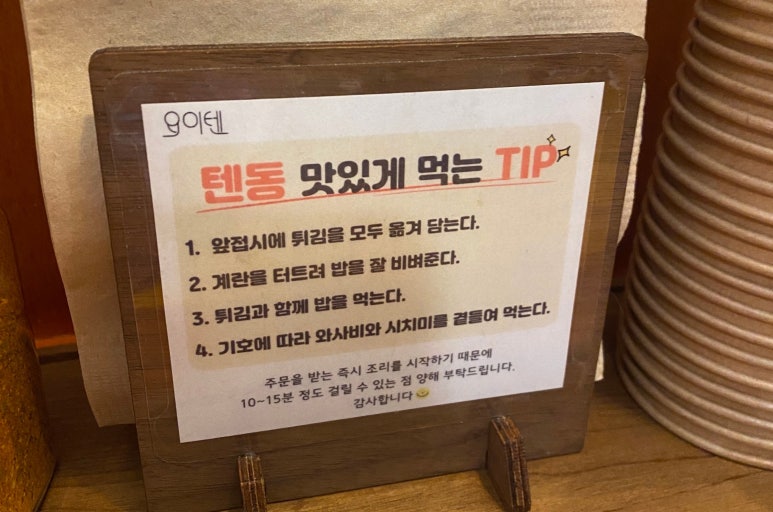 욥이텐
텐동 맛있게 먹는 TIP
1. 앞접시에 튀김을 모두 옮겨 담는다.
2. 계란을 터트려 밥을 잘 비벼준다.
3. 튀김과 함께 밥을 먹는다.
4. 기호에 따라 와사비와 시치미를 곁들여 먹는다.
주문을 받는 즉시 조리를 시작하기 때문에
10~15분 정도 걸릴 수 있는 점 양해 부탁드립니다.
감사합니다